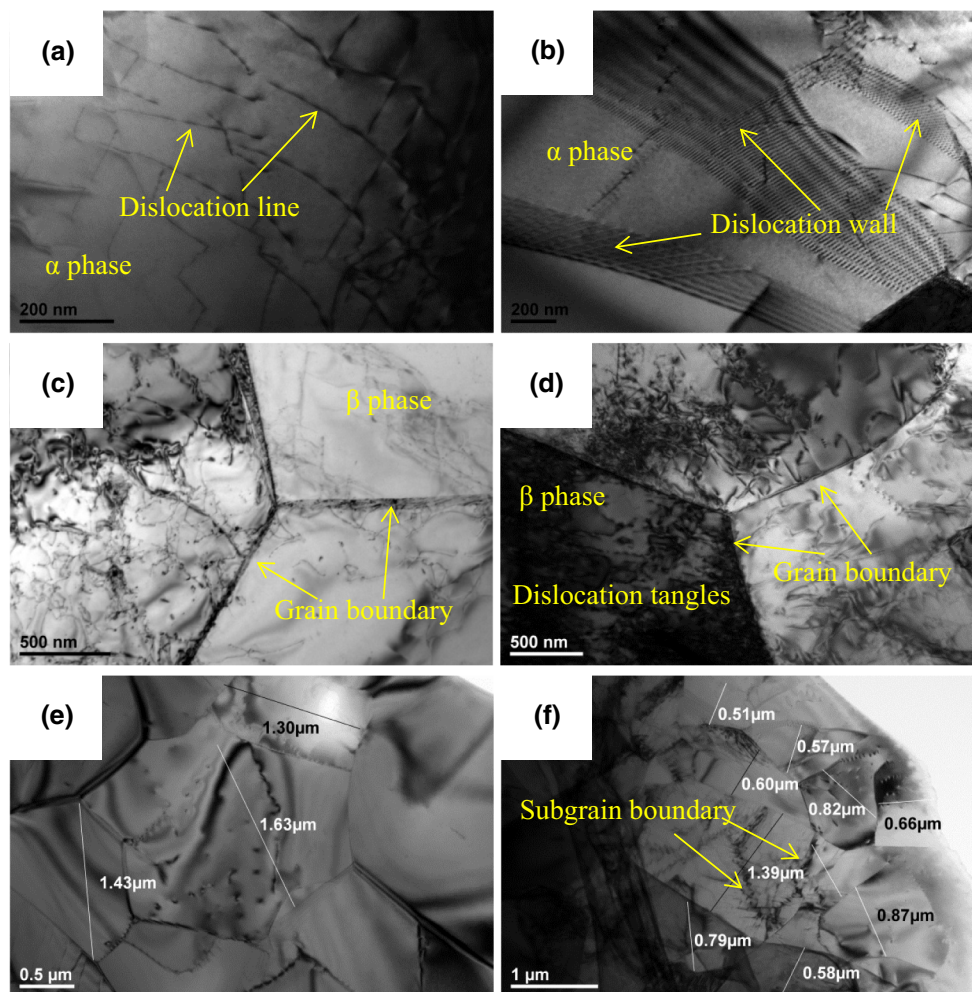 (a)
Dislocation line
α phase
200 nm
(b)
α phase
Dislocation wall
200 nm
(c)
β phase
Grain boundary
500 nm
(d)
β phase
Grain boundary
Dislocation tangles
500 nm
(e)
1.30μm
1.63μm
1.43μm
0.5 μm
(f)
0.51μm
0.57μm
0.60μm
Subgrain boundary
0.82μm
0.66μm
1.39μm
0.87μm
0.79μm
0.58μm
1 μm